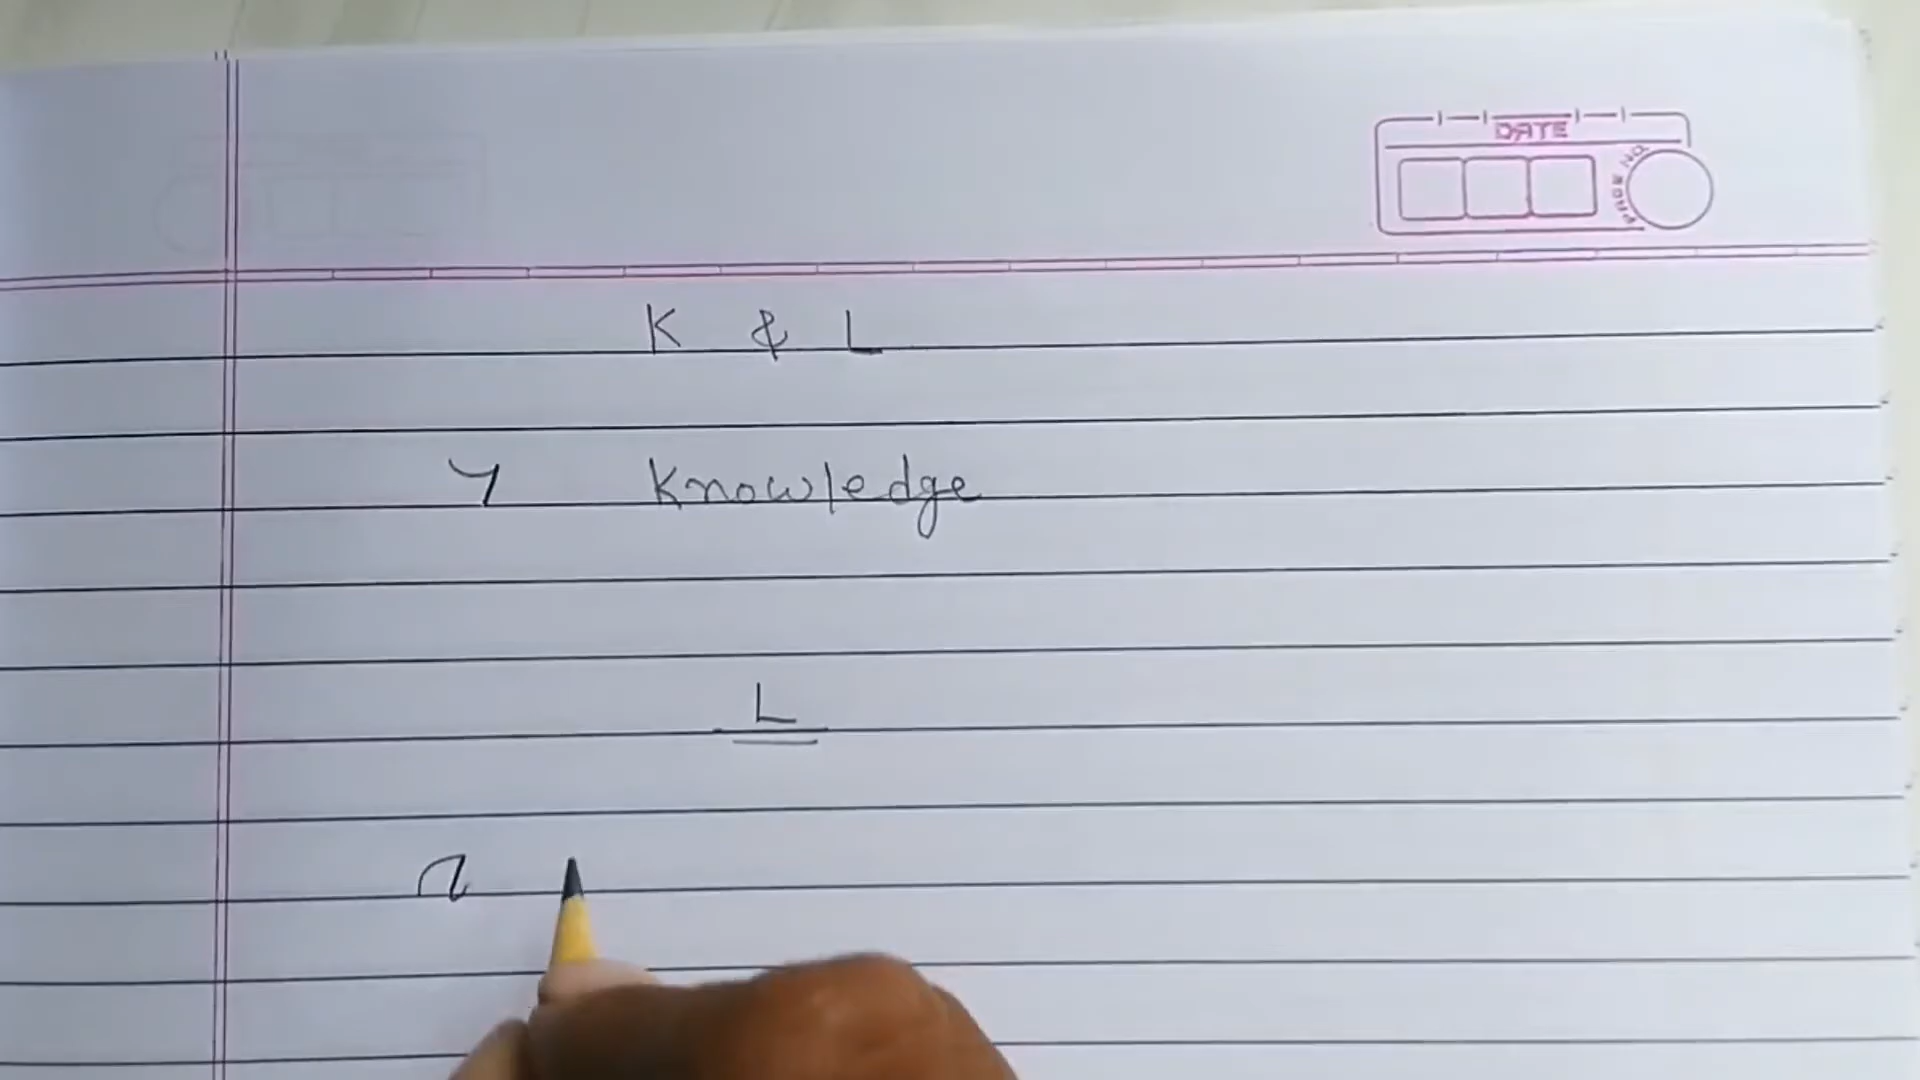 DATE
PAGE NO.
K & L
Knowledge
L